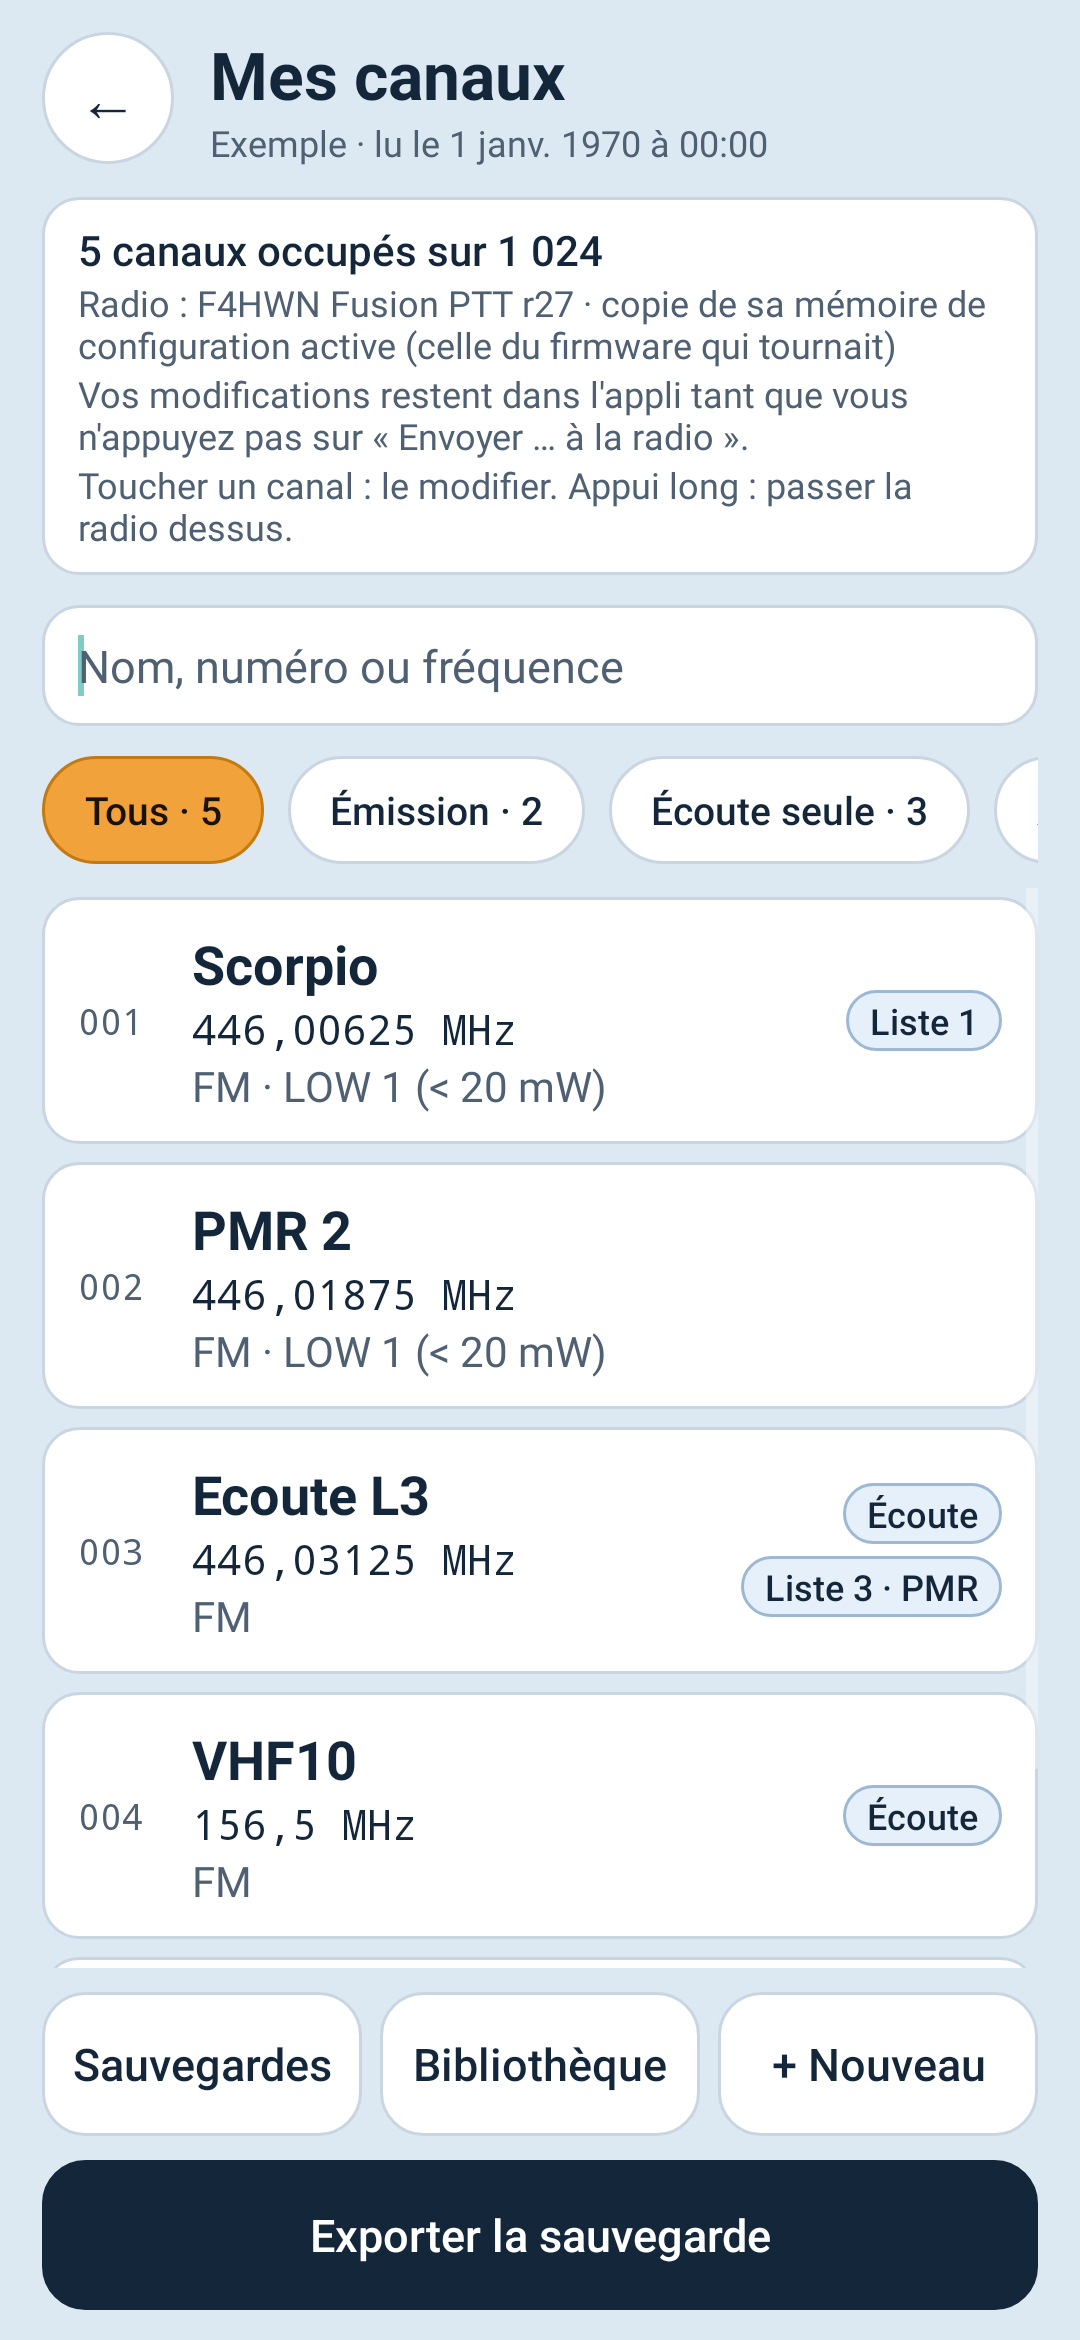 ←
Mes canaux
Exemple · lu le 1 janv. 1970 à 00:00
5 canaux occupés sur 1 024
Radio : F4HWN Fusion PTT r27 · copie de sa mémoire de
configuration active (celle du firmware qui tournait)
Vos modifications restent dans l'appli tant que vous
n'appuyez pas sur « Envoyer … à la radio ».
Toucher un canal : le modifier. Appui long : passer la
radio dessus.
Nom, numéro ou fréquence
Tous · 5
Émission · 2
Écoute seule · 3
001
Scorpio
446,00625 MHz
FM · LOW 1 (< 20 mW)
Liste 1
002
PMR 2
446,01875 MHz
FM · LOW 1 (< 20 mW)
003
Ecoute L3
446,03125 MHz
FM
Écoute
Liste 3 · PMR
004
VHF10
156,5 MHz
FM
Écoute
Sauvegardes
Bibliothèque
+ Nouveau
Exporter la sauvegarde